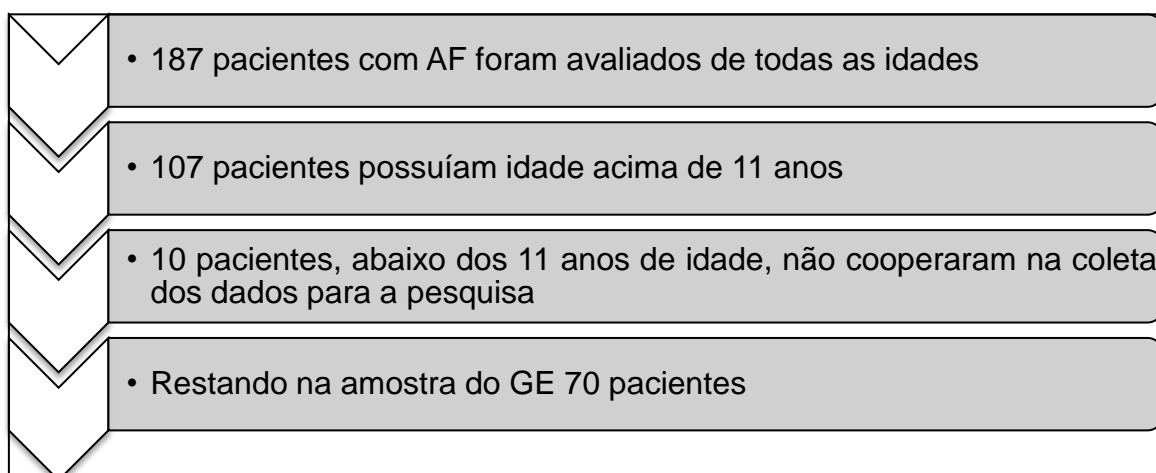 • 187 pacientes com AF foram avaliados de todas as idades
• 107 pacientes possuíam idade acima de 11 anos
• 10 pacientes, abaixo dos 11 anos de idade, não cooperaram na coleta
dos dados para a pesquisa
• Restando na amostra do GE 70 pacientes